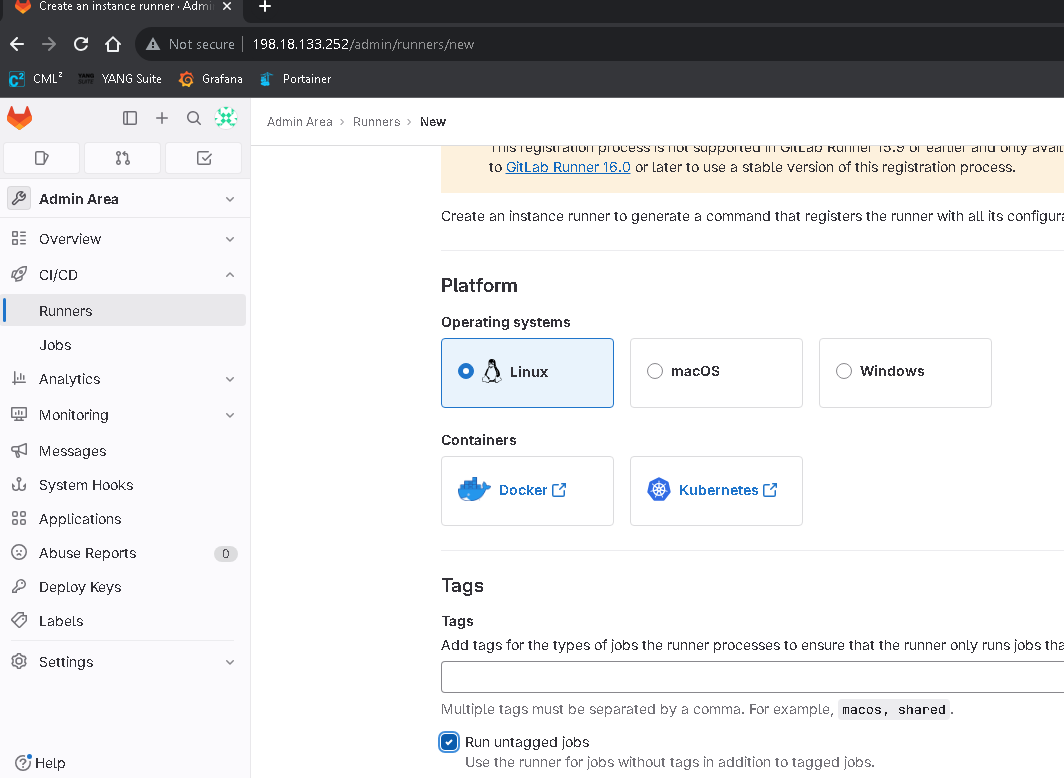 Create an instance runner · Admi
Not secure
198.18.133.252/admin/runners/new
CML²
YANG Suite
Grafana
Portainer
Admin Area › Runners › New
This registration process is not supported in GitLab Runner 15.9 or earlier and only avai
to GitLab Runner 16.0 or later to use a stable version of this registration process.
Create an instance runner to generate a command that registers the runner with all its configura
Admin Area
Overview
CI/CD
Runners
Jobs
Analytics
Monitoring
Messages
System Hooks
Applications
Abuse Reports
0
Deploy Keys
Labels
Settings
Help
Platform
Operating systems
Linux
macOS
Windows
Containers
Docker
Kubernetes
Tags
Tags
Add tags for the types of jobs the runner processes to ensure that the runner only runs jobs tha
Multiple tags must be separated by a comma. For example, macos, shared.
Run untagged jobs
Use the runner for jobs without tags in addition to tagged jobs.